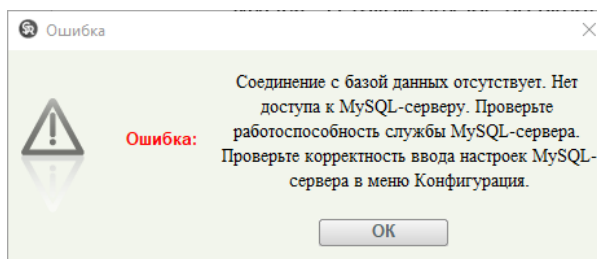 Ошибка
Соединение с базой данных отсутствует. Нет
доступа к MySQL-серверу. Проверьте
Ошибка:
работоспособность службы MySQL-сервера.
Проверьте корректность ввода настроек MySQL-
сервера в меню Конфигурация.
OK